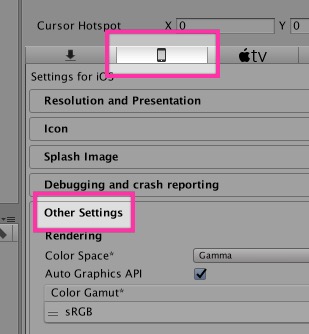 Cursor Hotspot X 0 Y 0
tv
Settings for iOS
Resolution and Presentation
Icon
Splash Image
Debugging and crash reporting
Other Settings
Rendering
Color Space* Gamma
Auto Graphics API
Color Gamut*
sRGB